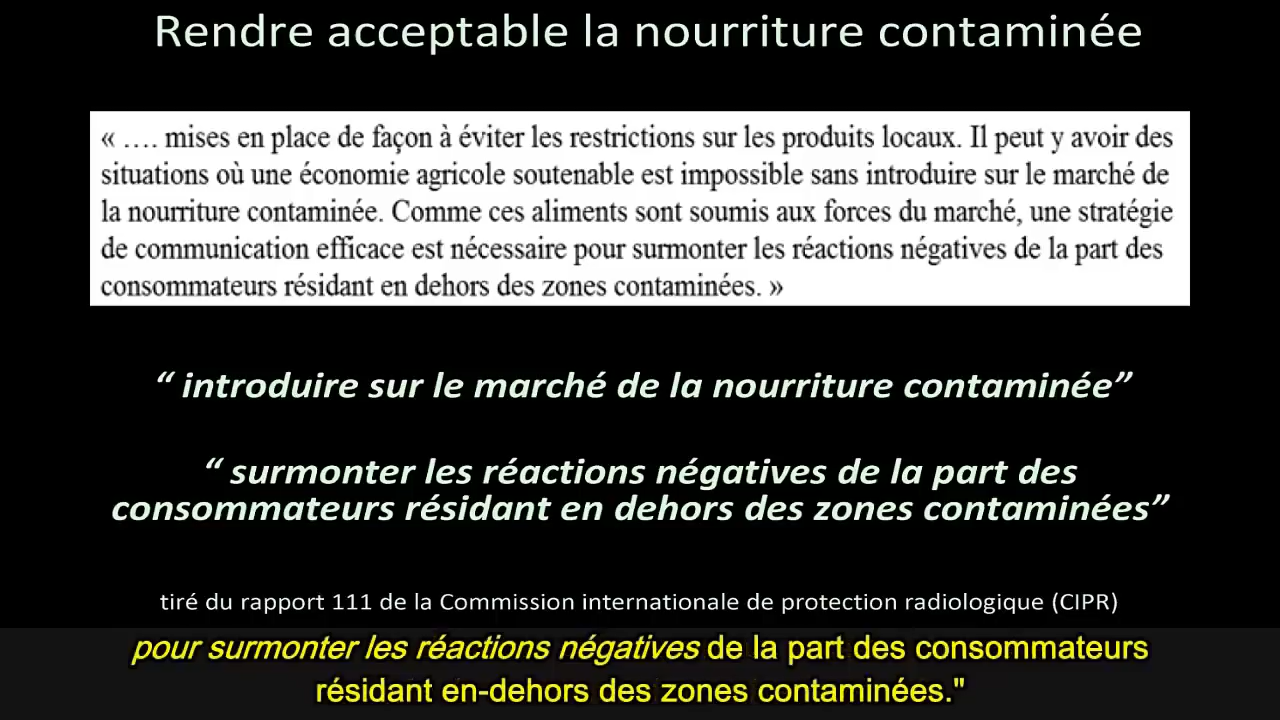 Rendre acceptable la nourriture contaminée
« …. mises en place de façon à éviter les restrictions sur les produits locaux. Il peut y avoir des
situations où une économie agricole soutenable est impossible sans introduire sur le marché de
la nourriture contaminée. Comme ces aliments sont soumis aux forces du marché, une stratégie
de communication efficace est nécessaire pour surmonter les réactions négatives de la part des
consommateurs résidant en dehors des zones contaminées. »
“ introduire sur le marché de la nourriture contaminée”
“ surmonter les réactions négatives de la part des
consommateurs résidant en dehors des zones contaminées”
tiré du rapport 111 de la Commission internationale de protection radiologique (CIPR)
pour surmonter les réactions négatives de la part des consommateurs
résidant en-dehors des zones contaminées."